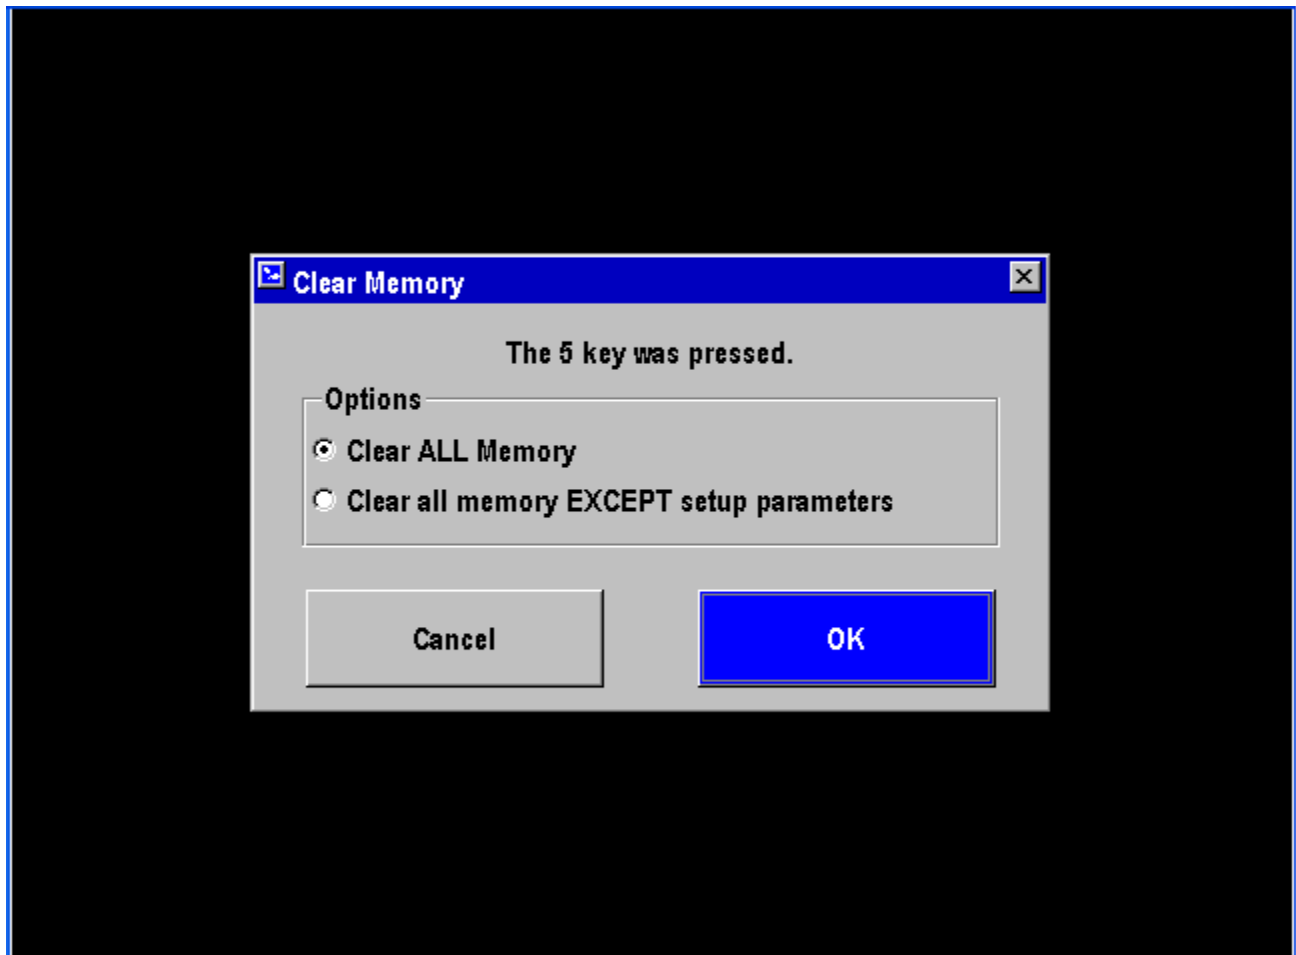 Clear Memory
The 5 key was pressed.
Options
Clear ALL Memory
Clear all memory EXCEPT setup parameters
Cancel
OK